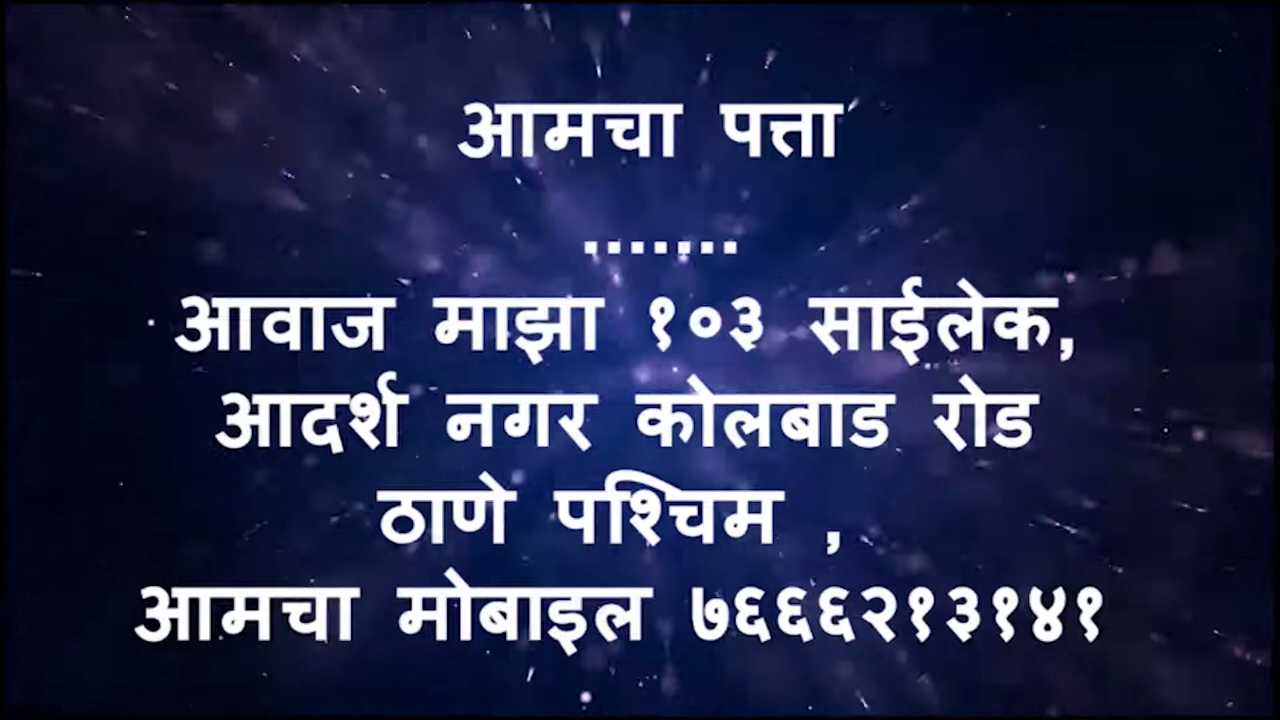 आमचा पत्ता
.......
आवाज माझा १०३ साईलेक,
आदर्श नगर कोलबाड रोड
ठाणे पश्चिम ,
आमचा मोबाइल ७६६६२१३१४१